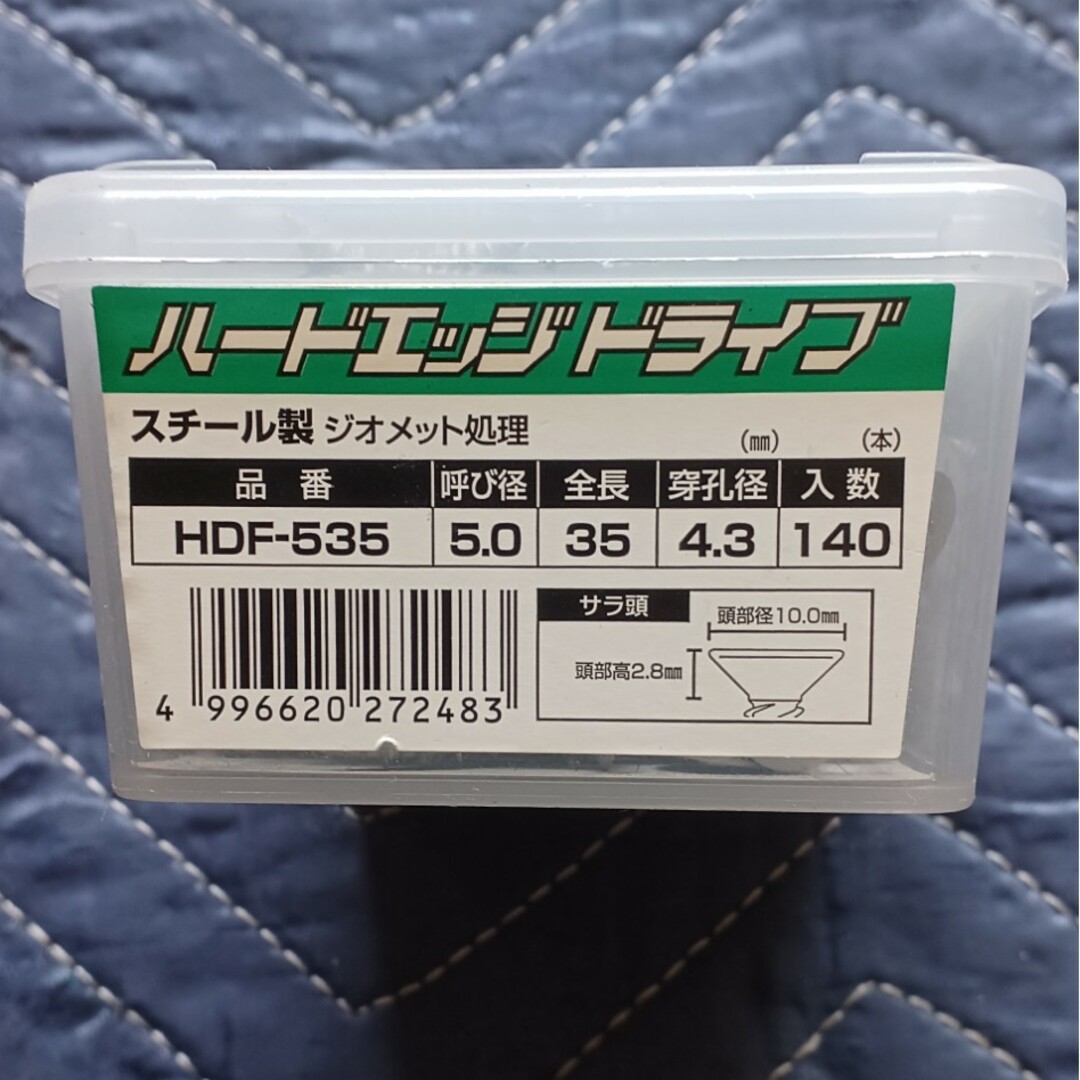 ハードエッジドライブ
スチール製 ジオメット処理 (㎜) (本)
品番 呼び径 全長 穿孔径 入数
HDF-535 5.0 35 4.3 140
サラ頭
頭部径10.0㎜
頭部高2.8㎜
4 996620 272483